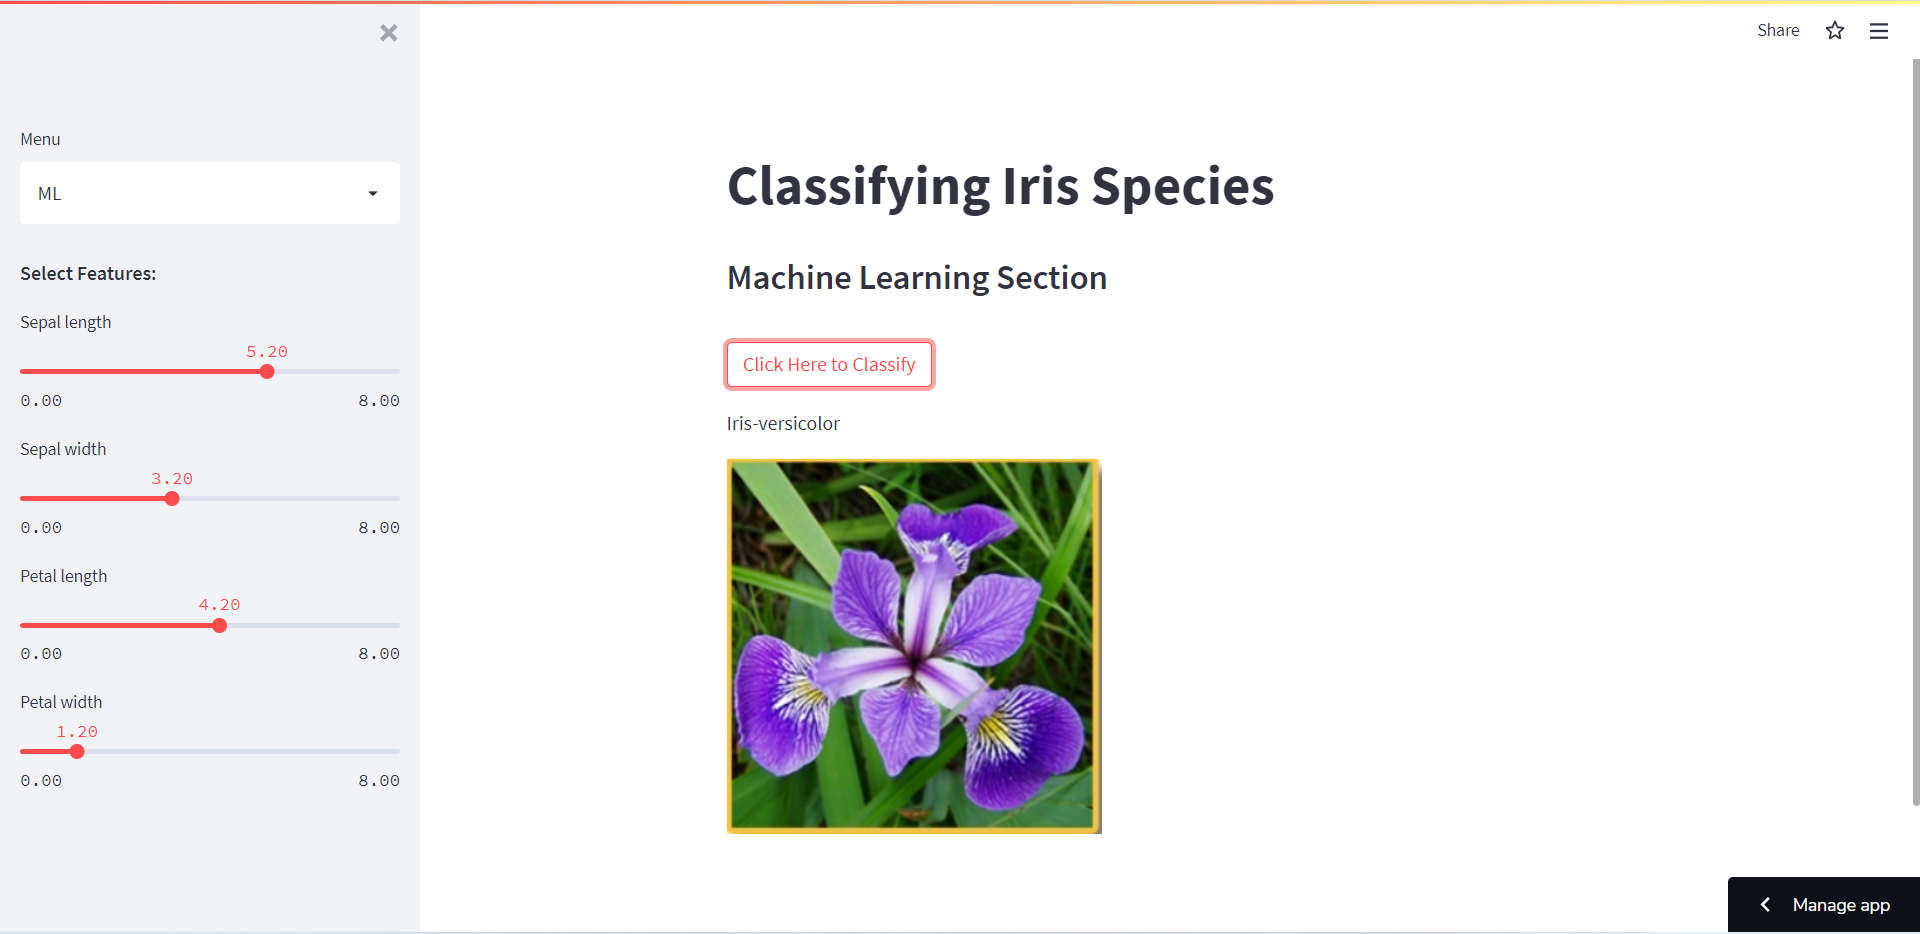 Share
Menu
ML
Select Features:
Sepal length
5.20
0.00 8.00
Sepal width
3.20
0.00 8.00
Petal length
4.20
0.00 8.00
Petal width
1.20
0.00 8.00
Classifying Iris Species
Machine Learning Section
Click Here to Classify
Iris-versicolor
Manage app